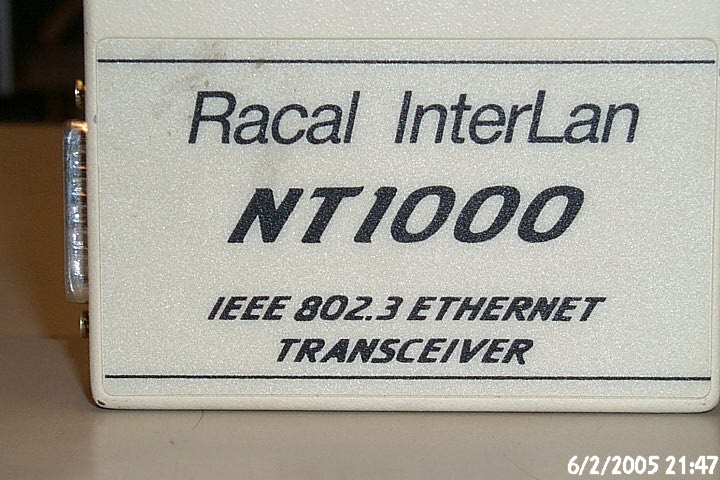 Racal InterLan
NT1000
IEEE 802.3 ETHERNET
TRANSCEIVER
6/2/2005 21:47